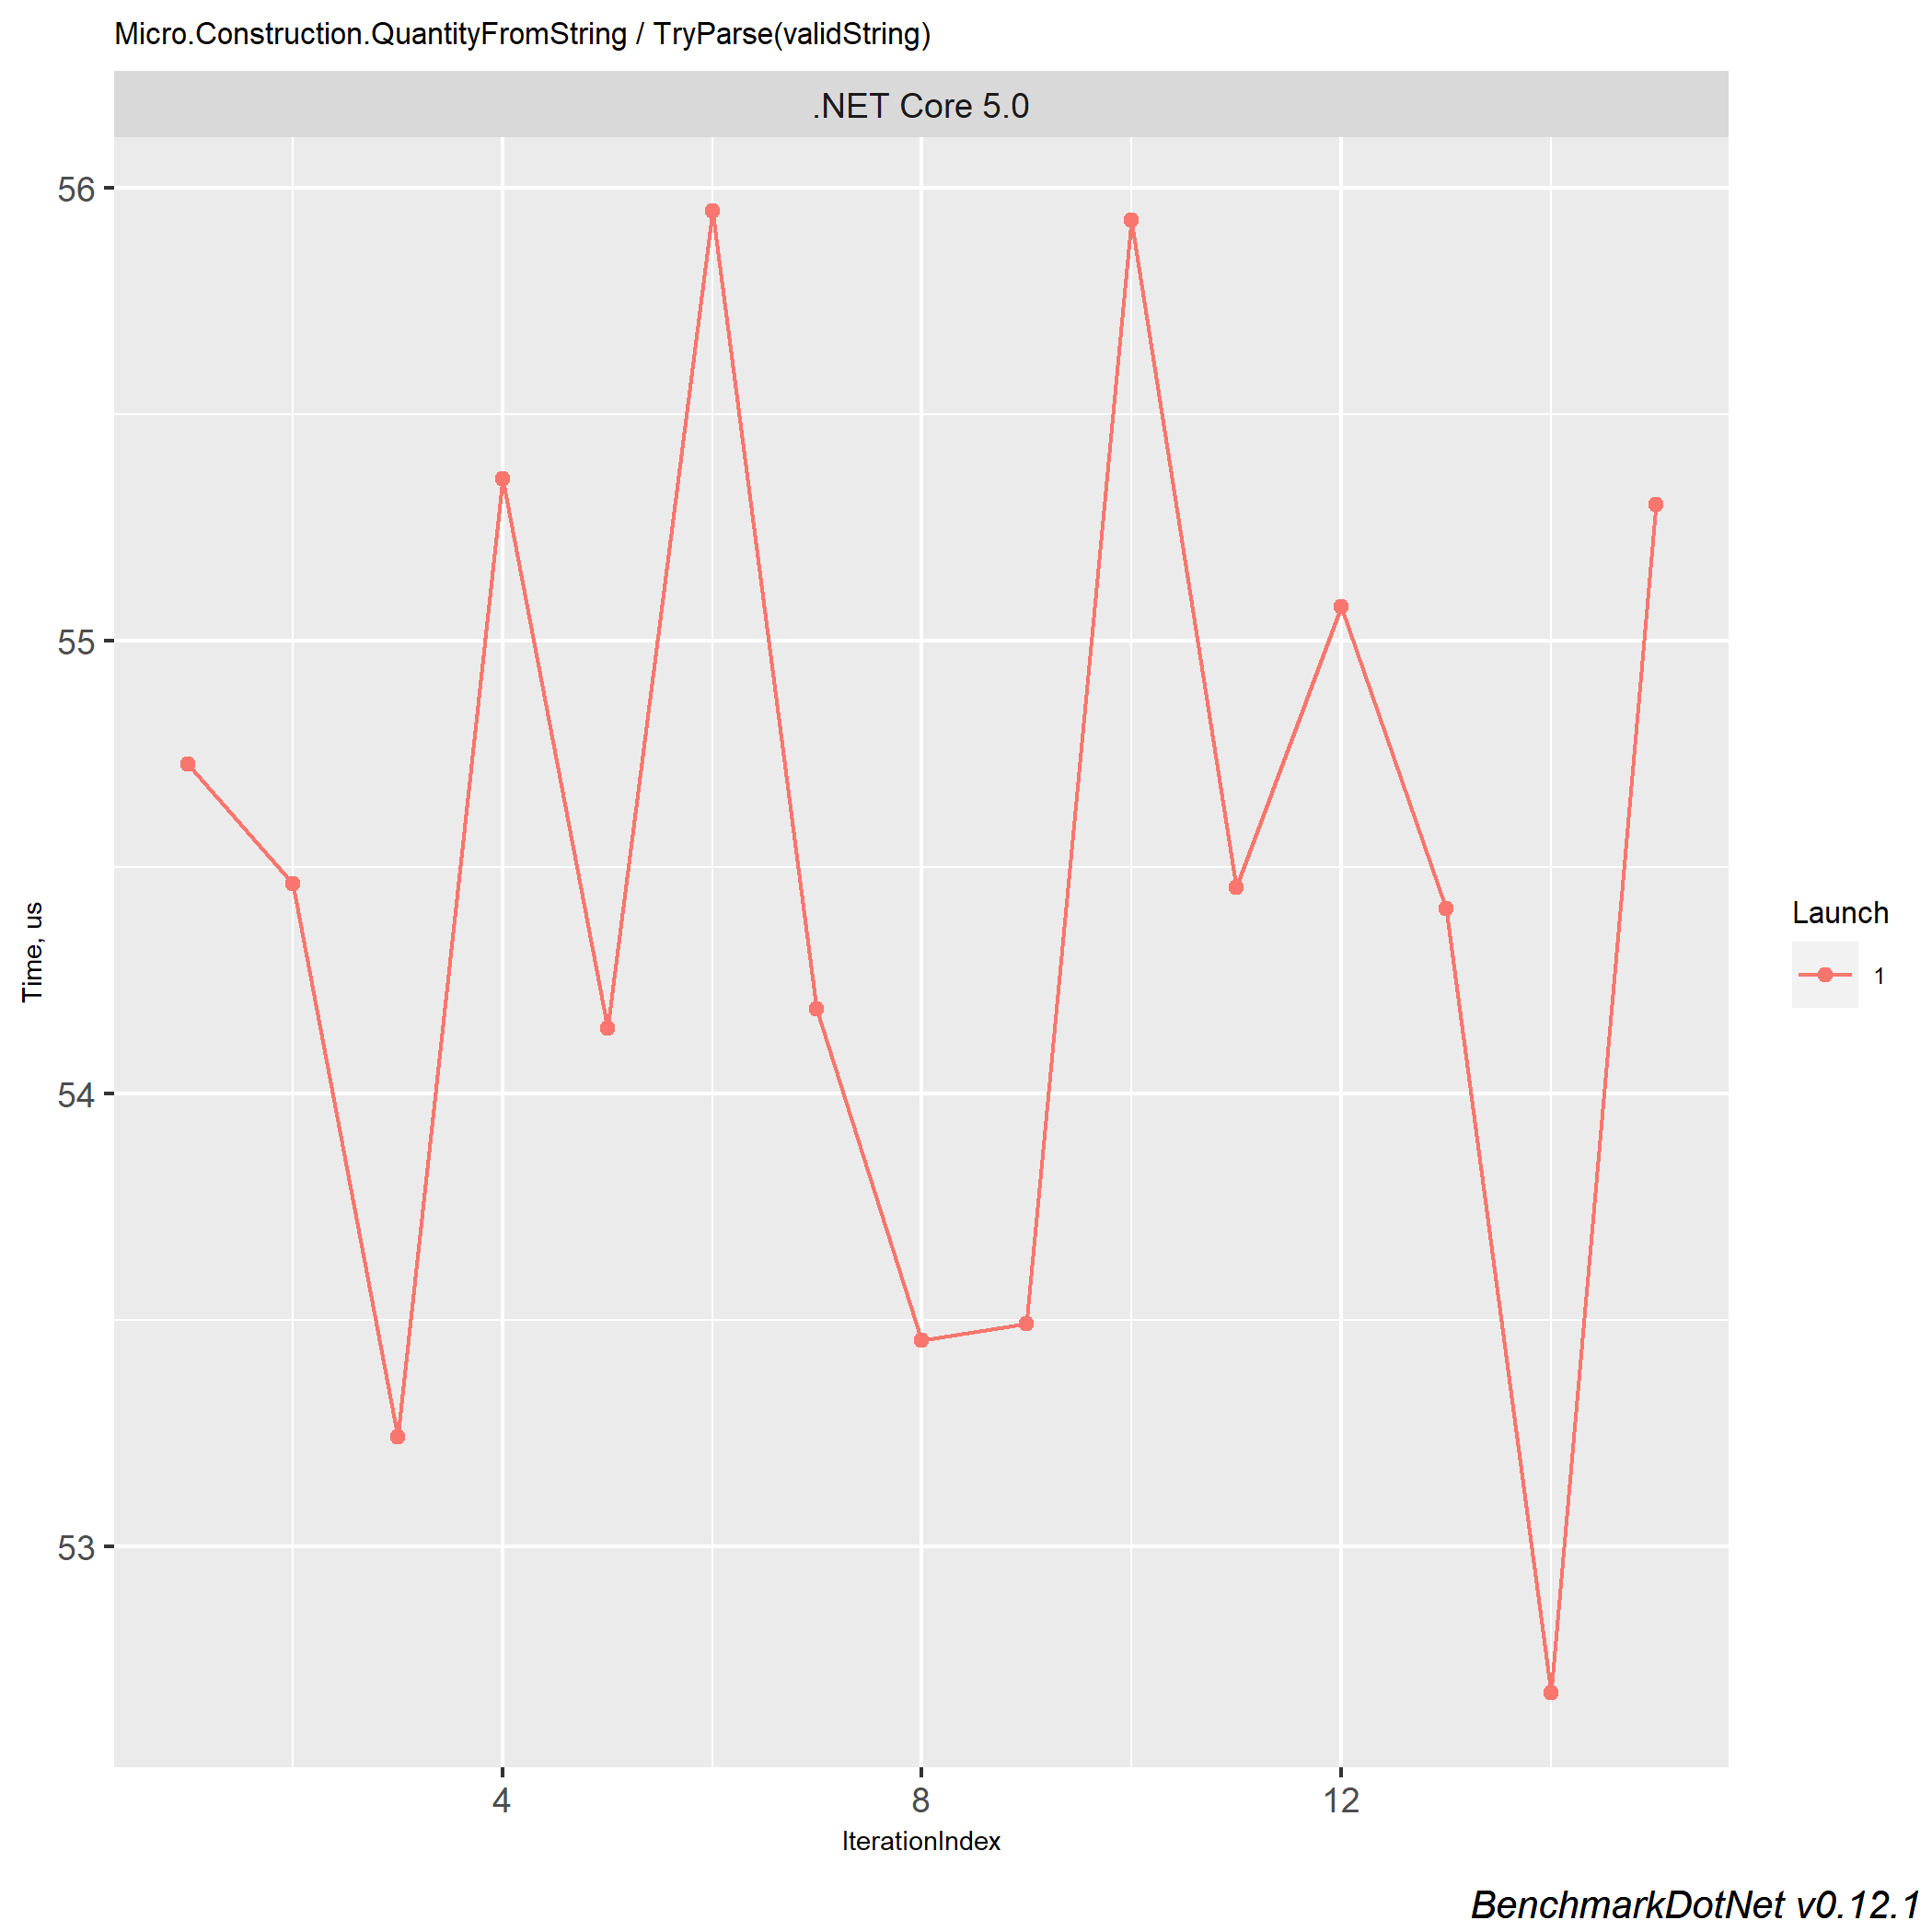 Micro.Construction.QuantityFromString / TryParse(validString)
.NET Core 5.0
56
55
54
53
Time, us
4 8 12
IterationIndex
Launch
1
BenchmarkDotNet v0.12.1